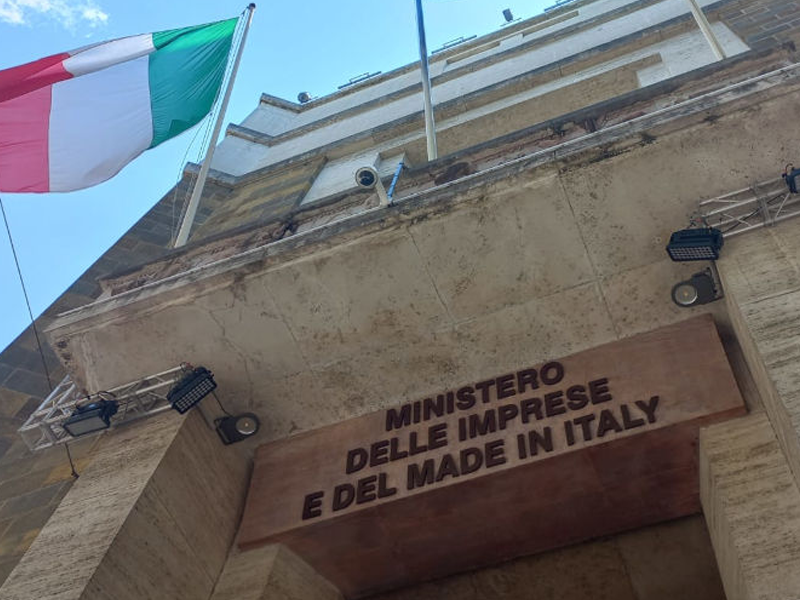 MINISTERO
DELLE IMPRESE
E DEL MADE IN ITALY